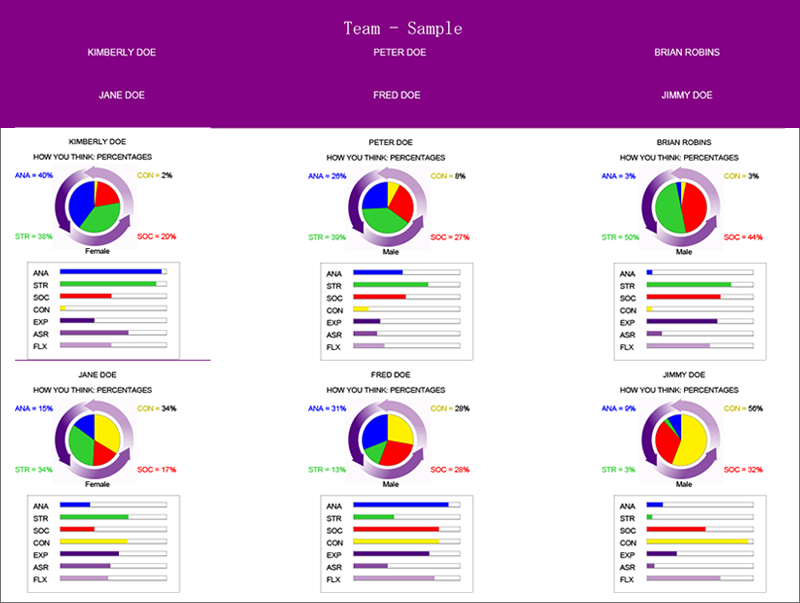 Team - Sample
KIMBERLY DOE PETER DOE BRIAN ROBINS
JANE DOE FRED DOE JIMMY DOE
KIMBERLY DOE
HOW YOU THINK: PERCENTAGES
ANA = 40% CON = 2%
STR = 38% SOC = 20%
Female
ANA
STR
SOC
CON
EXP
ASR
FLX
PETER DOE
HOW YOU THINK: PERCENTAGES
ANA = 26% CON = 8%
STR = 39% SOC = 27%
Male
ANA
STR
SOC
CON
EXP
ASR
FLX
BRIAN ROBINS
HOW YOU THINK: PERCENTAGES
ANA = 3% CON = 3%
STR = 50% SOC = 44%
Male
ANA
STR
SOC
CON
EXP
ASR
FLX
JANE DOE
HOW YOU THINK: PERCENTAGES
ANA = 15% CON = 34%
STR = 34% SOC = 17%
Female
ANA
STR
SOC
CON
EXP
ASR
FLX
FRED DOE
HOW YOU THINK: PERCENTAGES
ANA = 31% CON = 28%
STR = 13% SOC = 28%
Male
ANA
STR
SOC
CON
EXP
ASR
FLX
JIMMY DOE
HOW YOU THINK: PERCENTAGES
ANA = 9% CON = 56%
STR = 3% SOC = 32%
Male
ANA
STR
SOC
CON
EXP
ASR
FLX